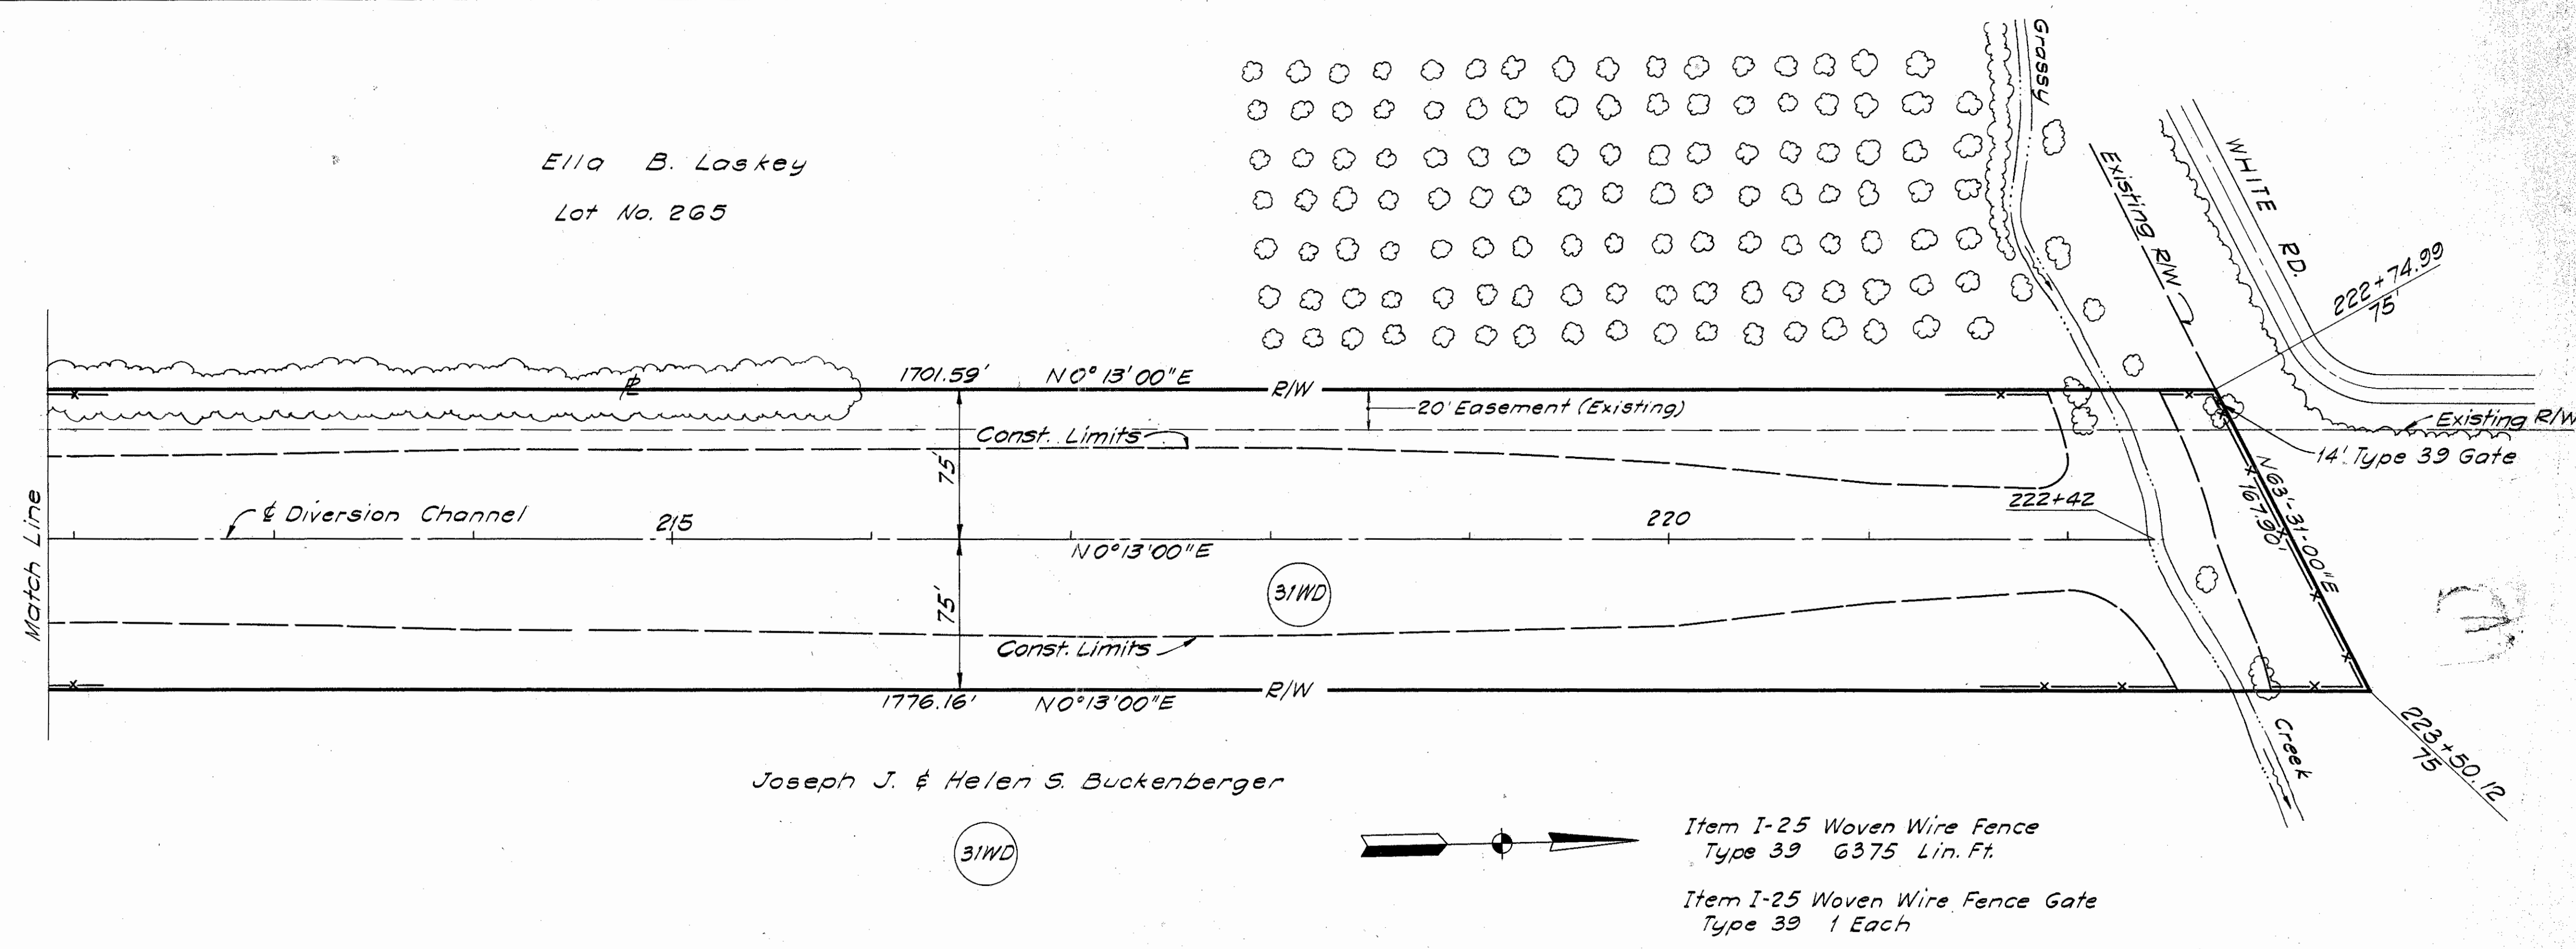 Grassy
Ella B. Laskey
Lot No. 265
Existing R/W
WHITE RD.
222+74.99
75'
1701.59' N0°13'00"E R/W
20' Easement (Existing)
Existing R/W
14' Type 39 Gate
Const. Limits
75'
N63°-31'-00"E
167.90'
Match Line
₵ Diversion Channel
215
220
222+42
N0°13'00"E
75'
31WD
Const. Limits
1776.16' N0°13'00"E R/W
Creek
223+50.12
75
Joseph J. & Helen S. Buckenberger
31WD
Item I-25 Woven Wire Fence
Type 39 6375 Lin. Ft.
Item I-25 Woven Wire Fence Gate
Type 39 1 Each